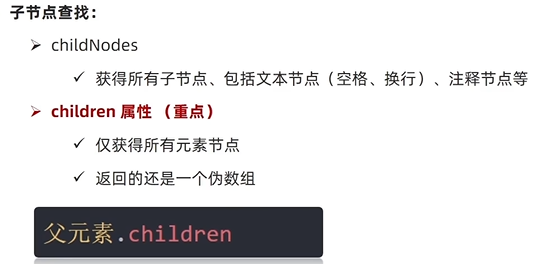 子节点查找：
childNodes
获得所有子节点、包括文本节点（空格、换行）、注释节点等
children 属性 （重点）
仅获得所有元素节点
返回的还是一个伪数组
父元素.children